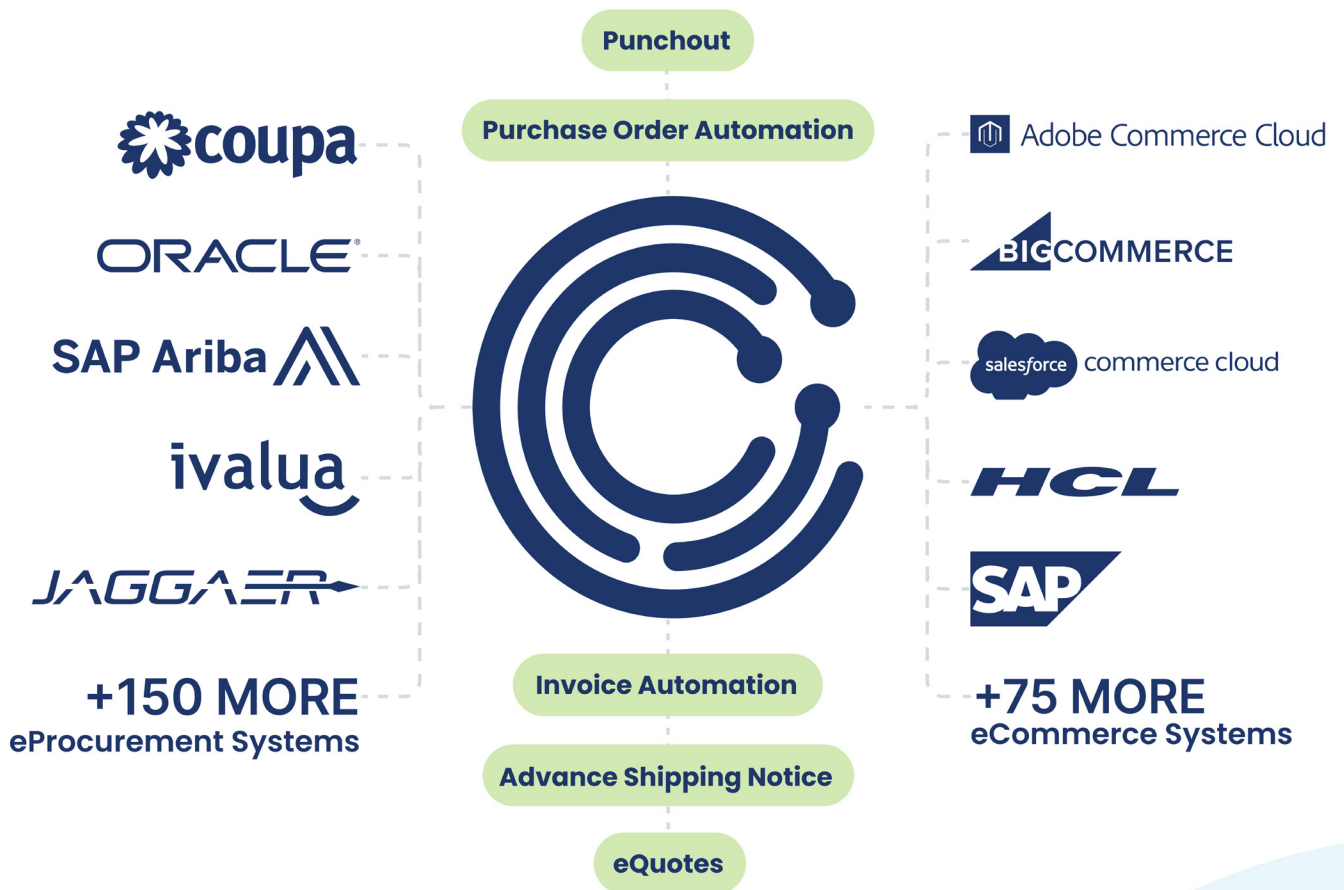 Punchout
Purchase Order Automation
coupa
ORACLE®
SAP Ariba
ivalua
JAGGAER
+150 MORE
eProcurement Systems
Adobe Commerce Cloud
BIGCOMMERCE
salesforce commerce cloud
HCL
SAP
+75 MORE
eCommerce Systems
Invoice Automation
Advance Shipping Notice
eQuotes